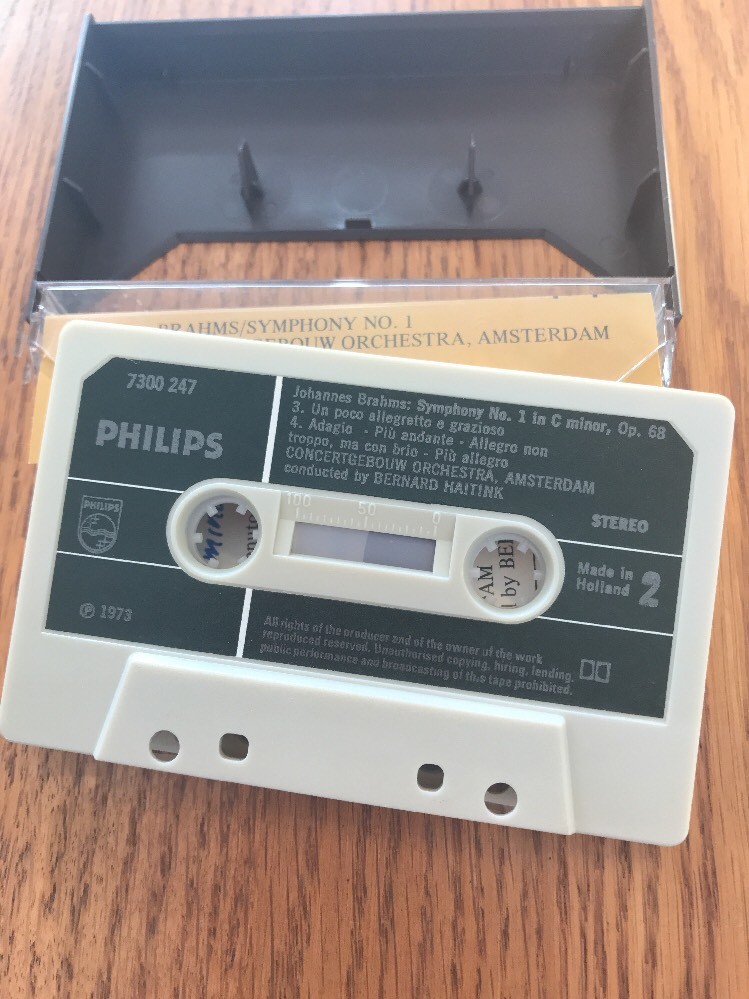 BRAHMS/SYMPHONY NO. 1
ORCHESTRA, AMSTERDAM
7300 247
PHILIPS
Johannes Brahms: Symphony No. 1 in C minor, Op. 68
3. Un poco allegretto e grazioso
4. Adagio - Più andante - Allegro non
troppo, ma con brio - Più allegro
CONCERTGEBOUW ORCHESTRA, AMSTERDAM
conducted by BERNARD HAITINK
STEREO
PHILIPS
100 50 0
AM
by BE
Made in
Holland
2
℗ 1973
All rights of the producer and of the owner of the work
reproduced reserved. Unauthorised copying, hiring, lending,
public performance and broadcasting of this tape prohibited.